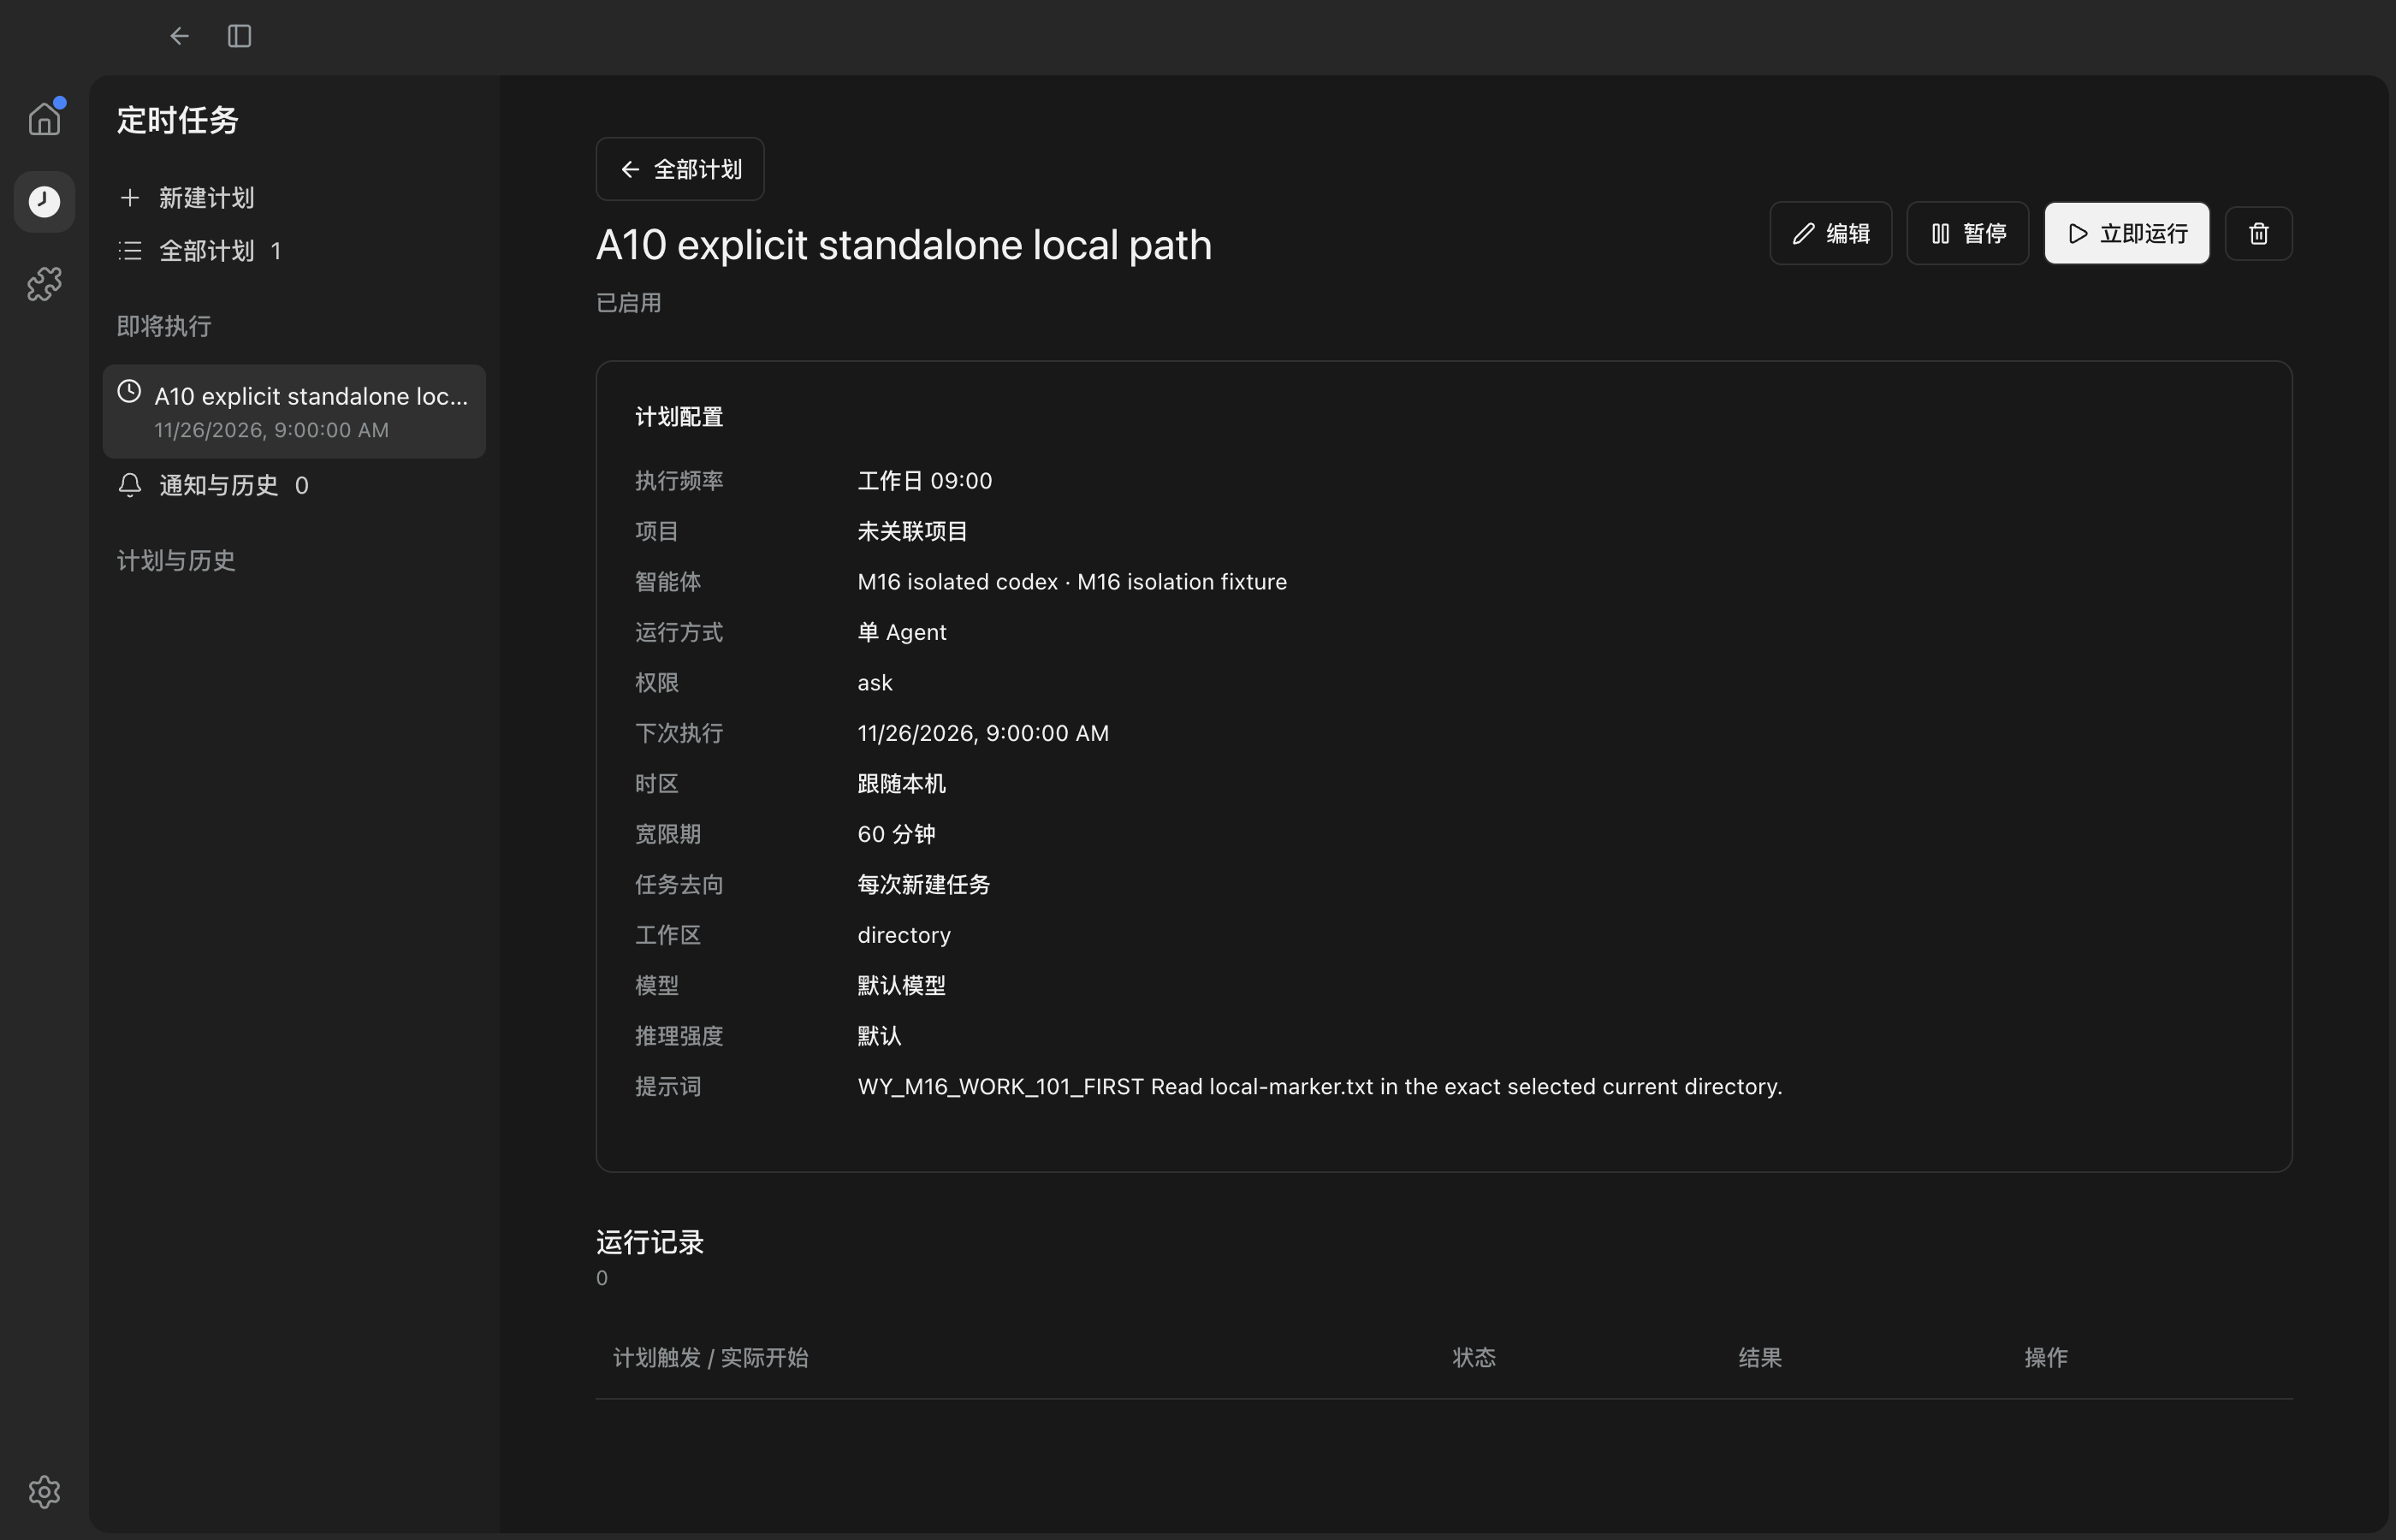 定时任务
新建计划
全部计划 1
即将执行
A10 explicit standalone loc...
11/26/2026, 9:00:00 AM
通知与历史 0
计划与历史
全部计划
A10 explicit standalone local path
已启用
编辑
暂停
立即运行
计划配置
执行频率 工作日 09:00
项目 未关联项目
智能体 M16 isolated codex · M16 isolation fixture
运行方式 单 Agent
权限 ask
下次执行 11/26/2026, 9:00:00 AM
时区 跟随本机
宽限期 60 分钟
任务去向 每次新建任务
工作区 directory
模型 默认模型
推理强度 默认
提示词 WY_M16_WORK_101_FIRST Read local-marker.txt in the exact selected current directory.
运行记录
0
计划触发 / 实际开始 状态 结果 操作